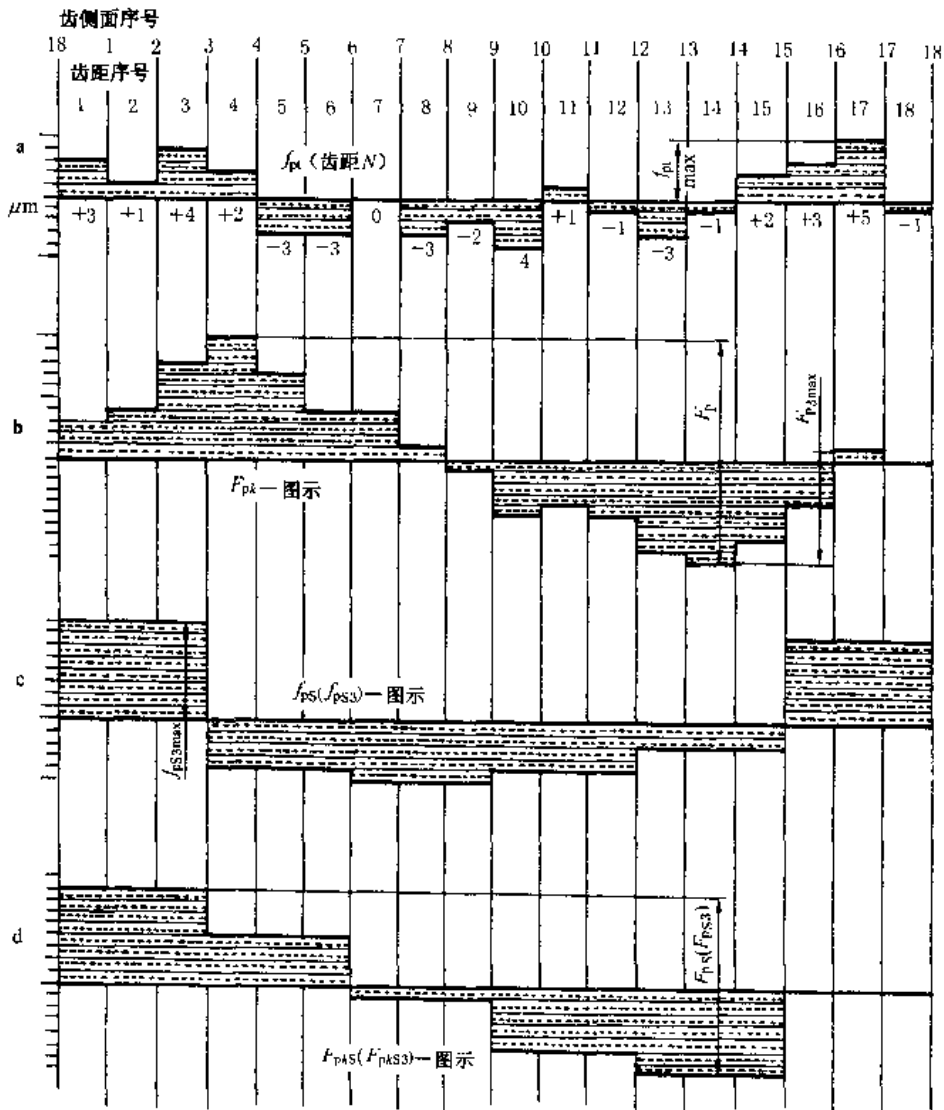 齿侧面序号
18 1 2 3 4 5 6 7 8 9 10 11 12 13 14 15 16 17 18
齿距序号
1 2 3 4 5 6 7 8 9 10 11 12 13 14 15 16 17 18
a
fpt (齿距N)
fpt max
μm
+3 +1 +4 +2 -3 -3 0 -3 -2 4 +1 -1 -3 -1 +2 +3 +5 -1
b
Fp
Fp3max
Fpk—图示
c
fpS(fpS3)—图示
fpS3max
d
FpS(FpS3)
FpkS(FpkS3)—图示